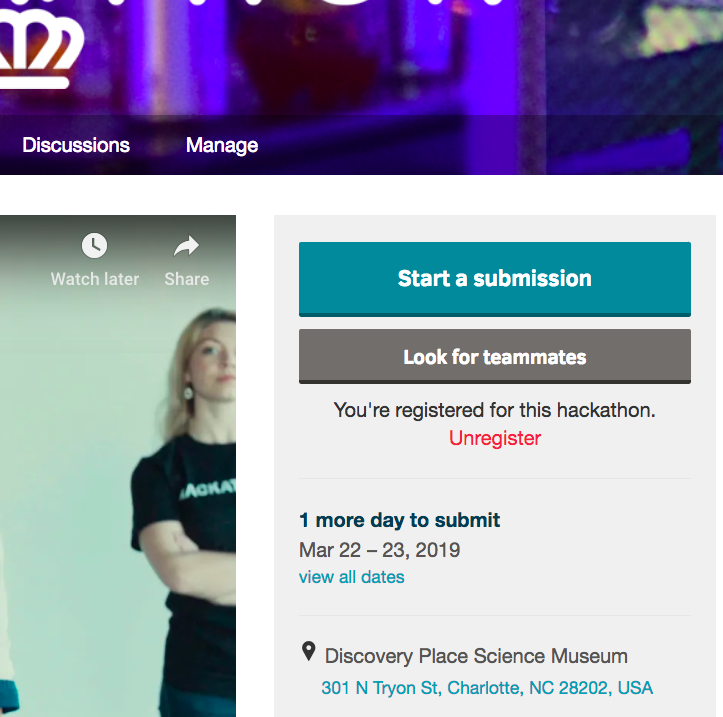 Discussions
Manage
Watch later
Share
Start a submission
Look for teammates
You're registered for this hackathon.
Unregister
1 more day to submit
Mar 22 – 23, 2019
view all dates
Discovery Place Science Museum
301 N Tryon St, Charlotte, NC 28202, USA